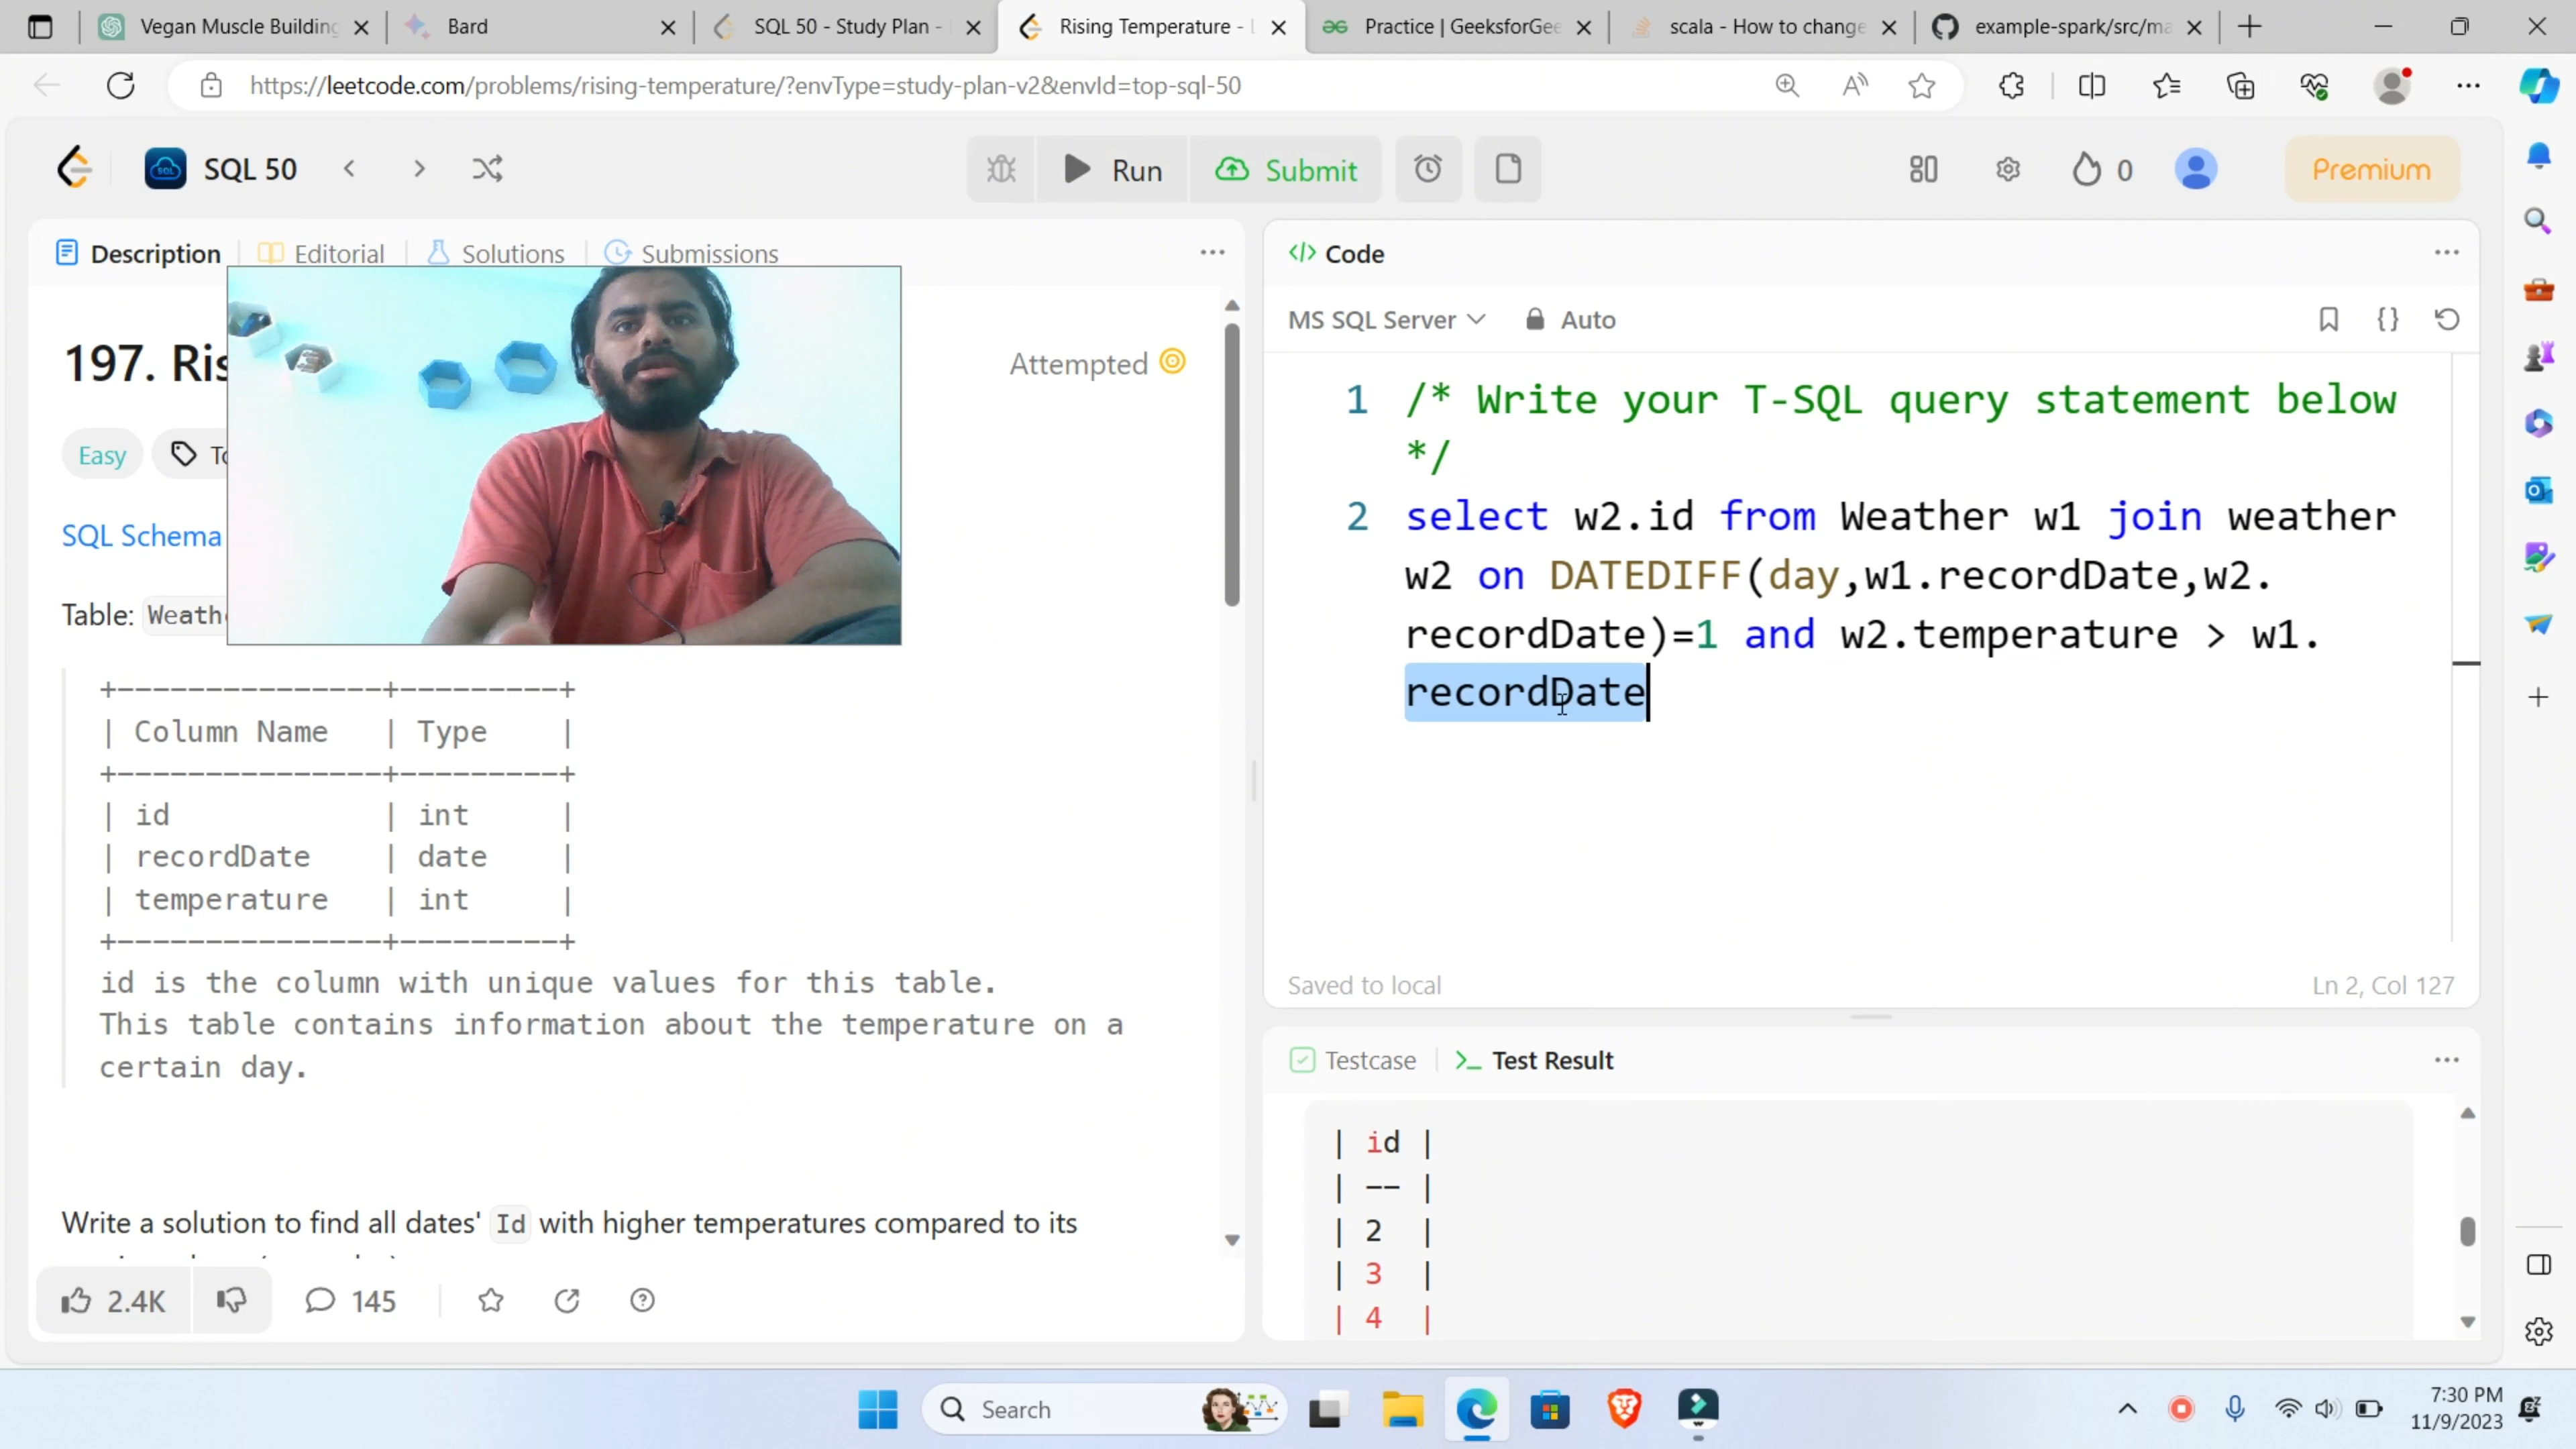 Vegan Muscle Building
Bard
SQL 50 - Study Plan -
Rising Temperature - L
Practice | GeeksforGee
scala - How to change
example-spark/src/ma
https://leetcode.com/problems/rising-temperature/?envType=study-plan-v2&envId=top-sql-50
SQL 50
Run
Submit
0
Premium
Description
Editorial
Solutions
Submissions
Code
MS SQL Server
Auto
197. Ris
Attempted
Easy
To
SQL Schema
Table: Weath
+---------------+---------+
| Column Name | Type |
+---------------+---------+
| id | int |
| recordDate | date |
| temperature | int |
+---------------+---------+
id is the column with unique values for this table.
This table contains information about the temperature on a
certain day.
Write a solution to find all dates' Id with higher temperatures compared to its
2.4K
145
1 /* Write your T-SQL query statement below
*/
2 select w2.id from Weather w1 join weather
w2 on DATEDIFF(day,w1.recordDate,w2.
recordDate)=1 and w2.temperature > w1.
recordDate
Saved to local
Ln 2, Col 127
Testcase
Test Result
| id |
| -- |
| 2 |
| 3 |
| 4 |
Search
7:30 PM
11/9/2023